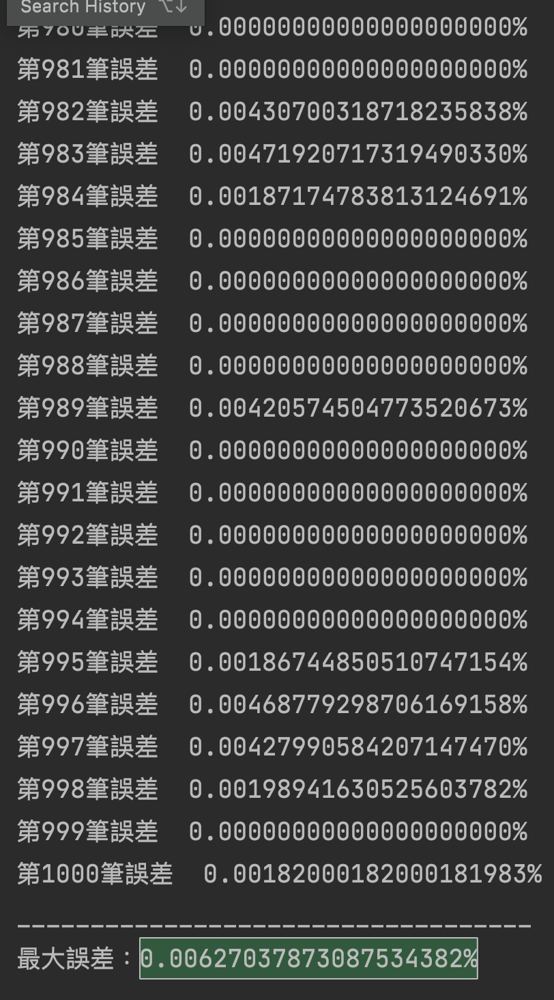 Search History ⌥↓
第980筆誤差  0.00000000000000000000%
第981筆誤差  0.00000000000000000000%
第982筆誤差  0.00430700318718235838%
第983筆誤差  0.00471920717319490330%
第984筆誤差  0.00187174783813124691%
第985筆誤差  0.00000000000000000000%
第986筆誤差  0.00000000000000000000%
第987筆誤差  0.00000000000000000000%
第988筆誤差  0.00000000000000000000%
第989筆誤差  0.00420574504773520673%
第990筆誤差  0.00000000000000000000%
第991筆誤差  0.00000000000000000000%
第992筆誤差  0.00000000000000000000%
第993筆誤差  0.00000000000000000000%
第994筆誤差  0.00000000000000000000%
第995筆誤差  0.00186744850510747154%
第996筆誤差  0.00468779298706169158%
第997筆誤差  0.00427990584207147470%
第998筆誤差  0.00198941630525603782%
第999筆誤差  0.00000000000000000000%
第1000筆誤差  0.00182000182000181983%
-----------------------------------
最大誤差：0.00627037873087534382%